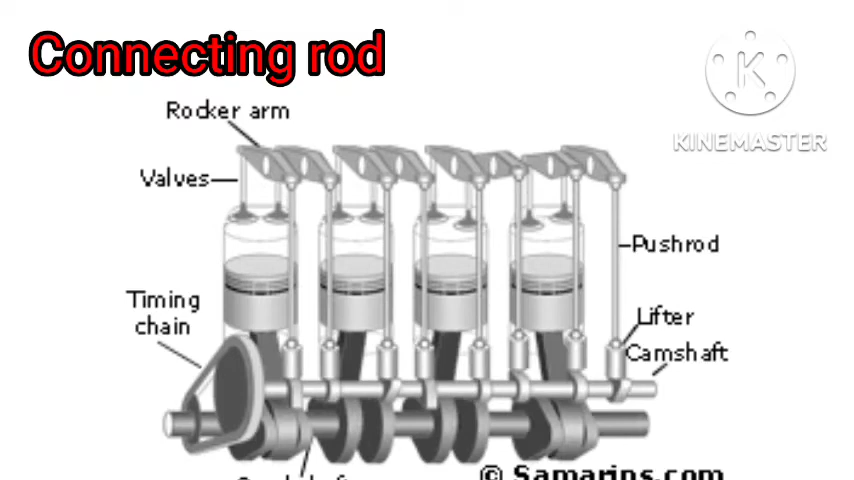 Connecting rod
KINEMASTER
Rocker arm
Valves
Pushrod
Timing
chain
Lifter
Camshaft
© Samarins.com